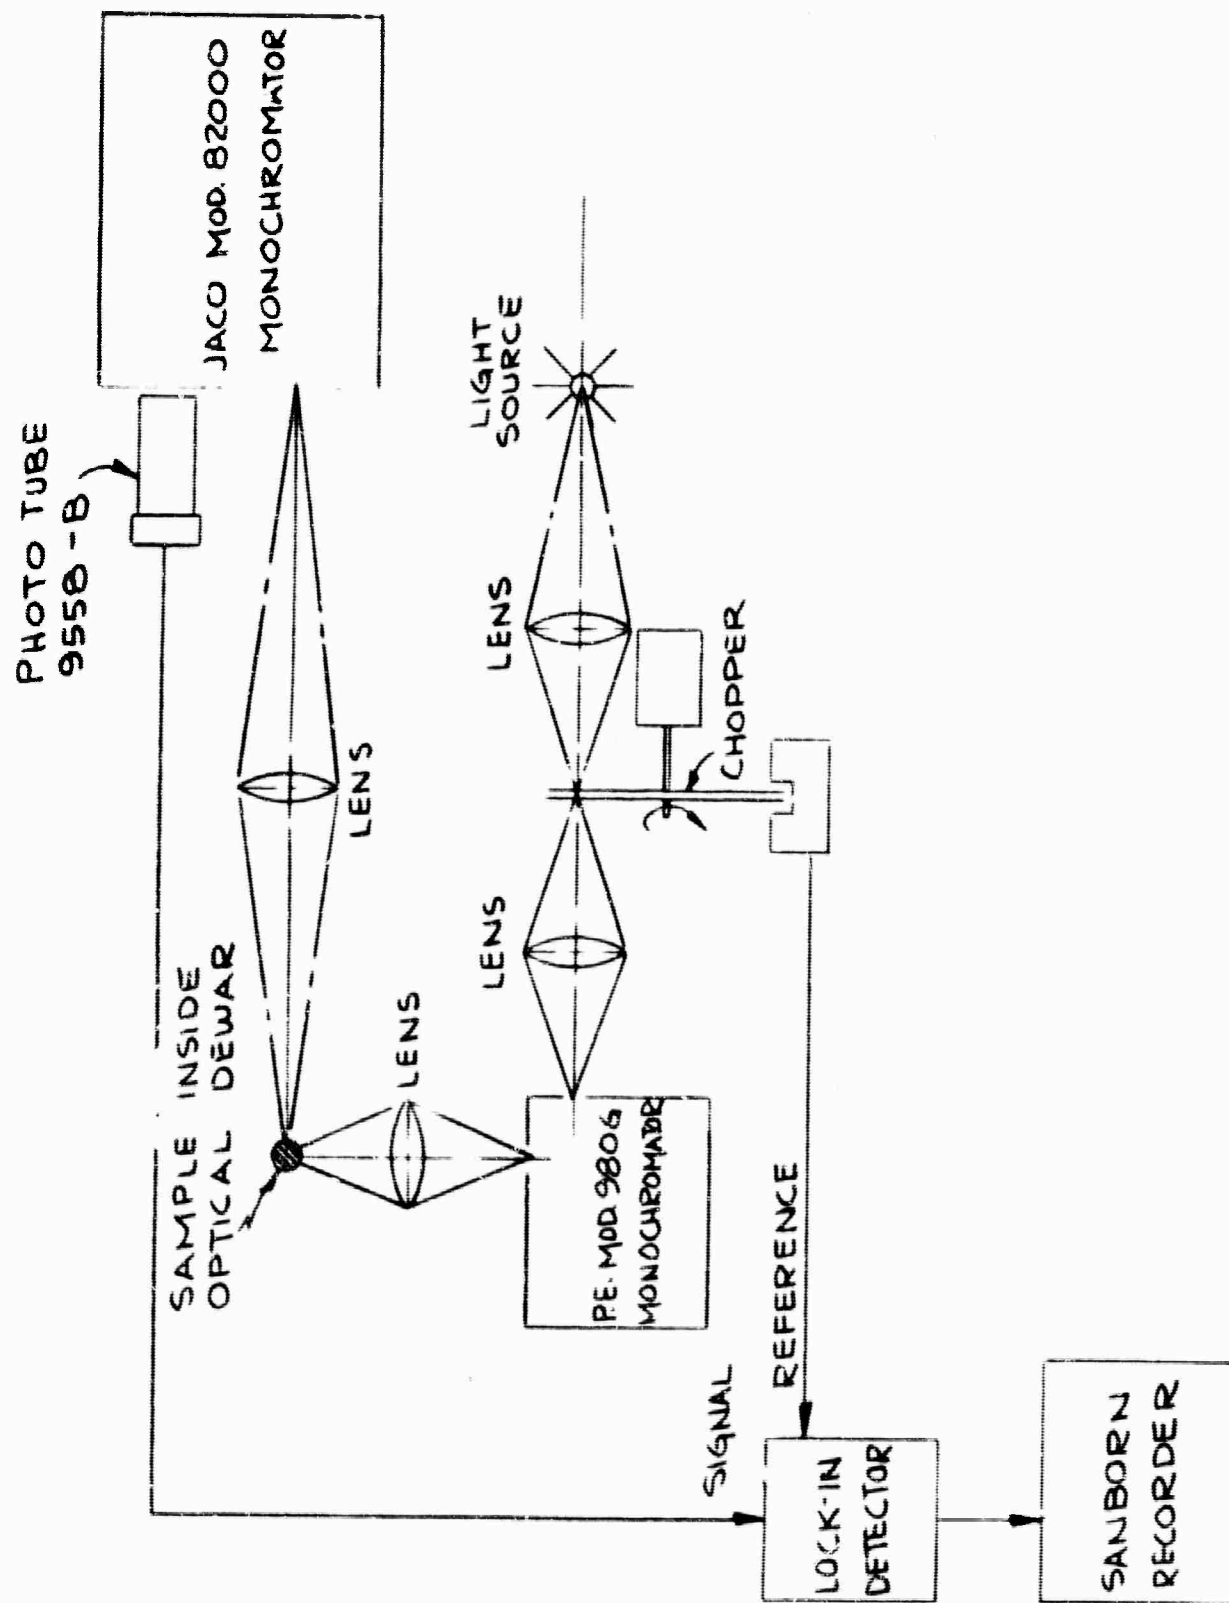 PHOTO TUBE
9558-B
JACO MOD. 82000
MONOCHROMATOR
SAMPLE INSIDE
OPTICAL DEWAR
LENS
LENS
LIGHT
SOURCE
LENS
LENS
CHOPPER
P.E. MOD. 980G
MONOCHROMATOR
SIGNAL
REFERENCE
LOCK-IN
DETECTOR
SANBORN
RECORDER